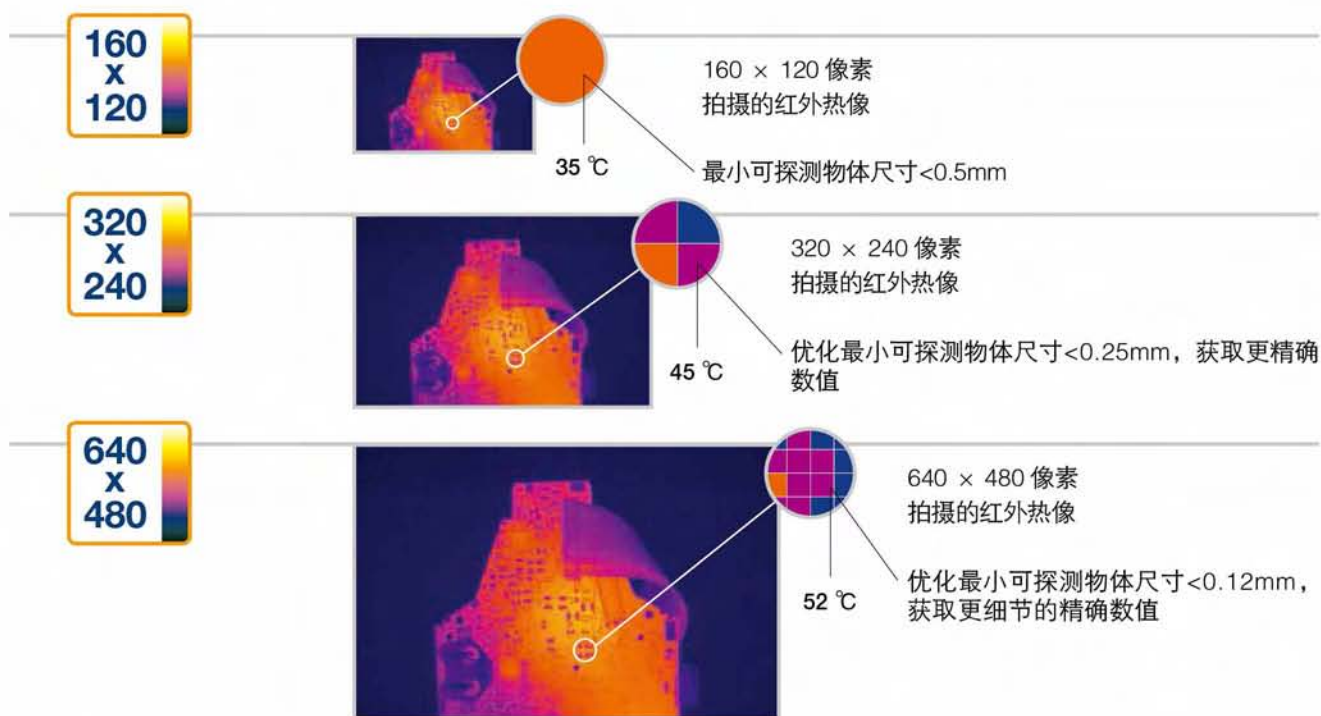 160
x
120
160 × 120 像素
拍摄的红外热像
35 ℃
最小可探测物体尺寸<0.5mm
320
x
240
320 × 240 像素
拍摄的红外热像
45 ℃
优化最小可探测物体尺寸<0.25mm，获取更精确
数值
640
x
480
640 × 480 像素
拍摄的红外热像
52 ℃
优化最小可探测物体尺寸<0.12mm，
获取更细节的精确数值